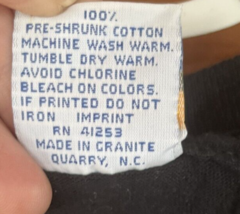 100%
PRE-SHRUNK COTTON
MACHINE WASH WARM.
TUMBLE DRY WARM.
AVOID CHLORINE
BLEACH ON COLORS.
IF PRINTED DO NOT
IRON IMPRINT
RN 41253
MADE IN GRANITE
QUARRY, N.C.